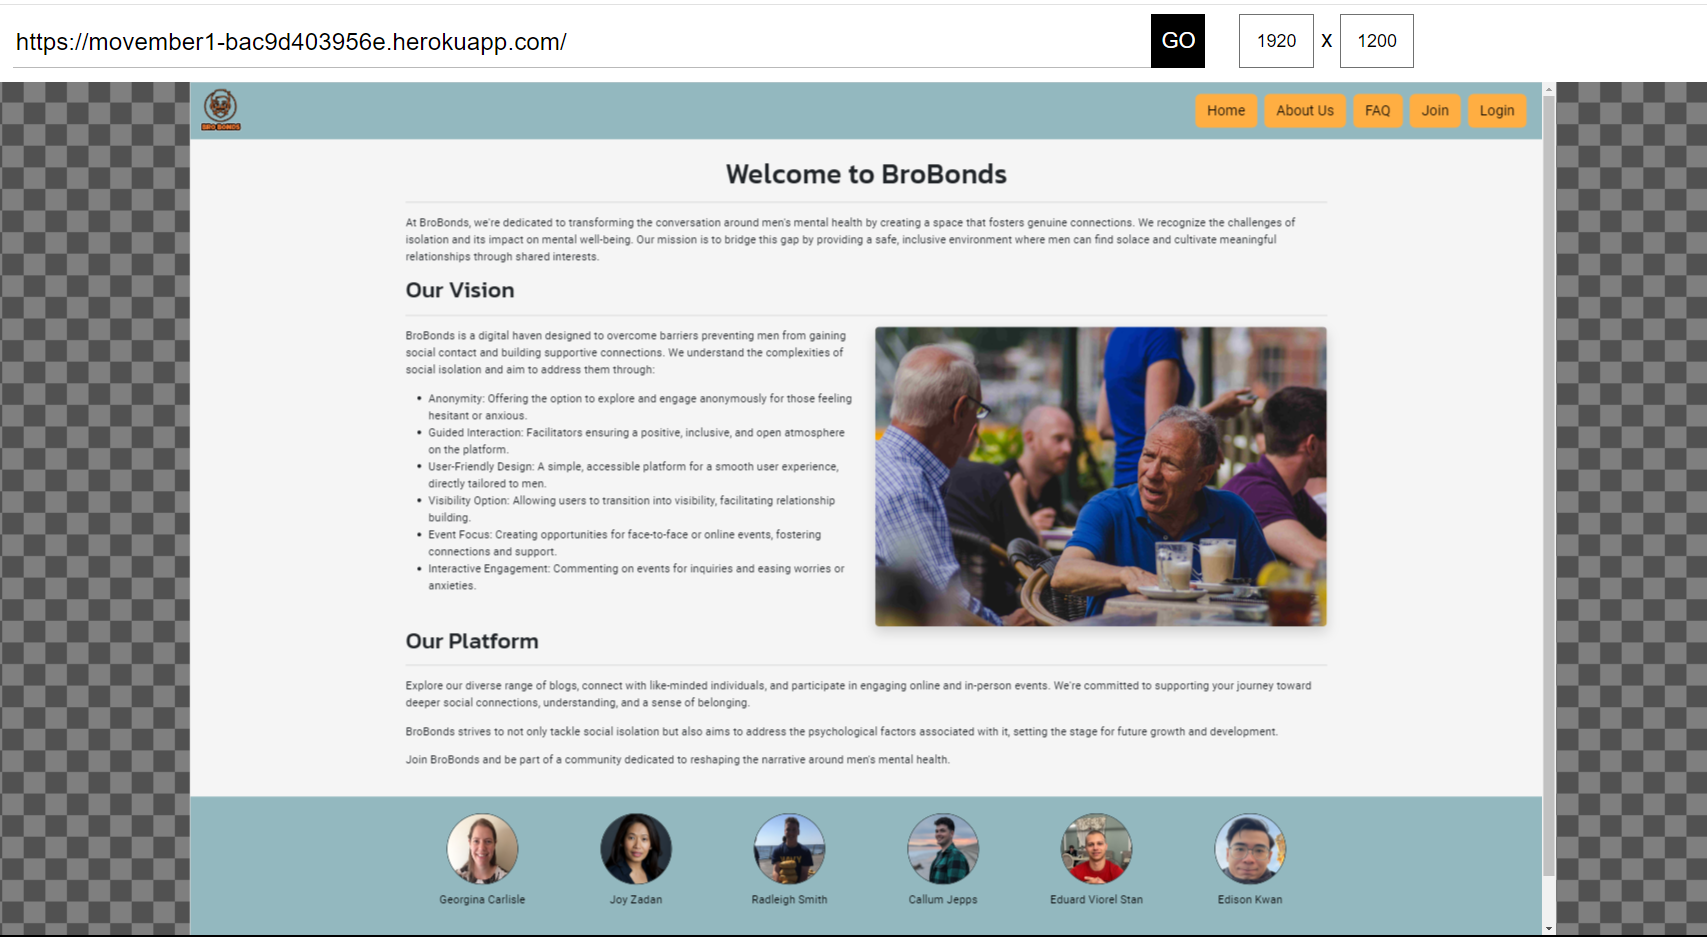 https://movember1-bac9d403956e.herokuapp.com/
GO
1920 X 1200
BRO BONDS
Home
About Us
FAQ
Join
Login
Welcome to BroBonds
At BroBonds, we're dedicated to transforming the conversation around men's mental health by creating a space that fosters genuine connections. We recognize the challenges of
isolation and its impact on mental well-being. Our mission is to bridge this gap by providing a safe, inclusive environment where men can find solace and cultivate meaningful
relationships through shared interests.
Our Vision
BroBonds is a digital haven designed to overcome barriers preventing men from gaining
social contact and building supportive connections. We understand the complexities of
social isolation and aim to address them through:
• Anonymity: Offering the option to explore and engage anonymously for those feeling
hesitant or anxious.
• Guided Interaction: Facilitators ensuring a positive, inclusive, and open atmosphere
on the platform.
• User-Friendly Design: A simple, accessible platform for a smooth user experience,
directly tailored to men.
• Visibility Option: Allowing users to transition into visibility, facilitating relationship
building.
• Event Focus: Creating opportunities for face-to-face or online events, fostering
connections and support.
• Interactive Engagement: Commenting on events for inquiries and easing worries or
anxieties.
Our Platform
Explore our diverse range of blogs, connect with like-minded individuals, and participate in engaging online and in-person events. We're committed to supporting your journey toward
deeper social connections, understanding, and a sense of belonging.
BroBonds strives to not only tackle social isolation but also aims to address the psychological factors associated with it, setting the stage for future growth and development.
Join BroBonds and be part of a community dedicated to reshaping the narrative around men's mental health.
Georgina Carlisle
Joy Zadan
Radleigh Smith
Callum Jepps
Eduard Viorel Stan
Edison Kwan